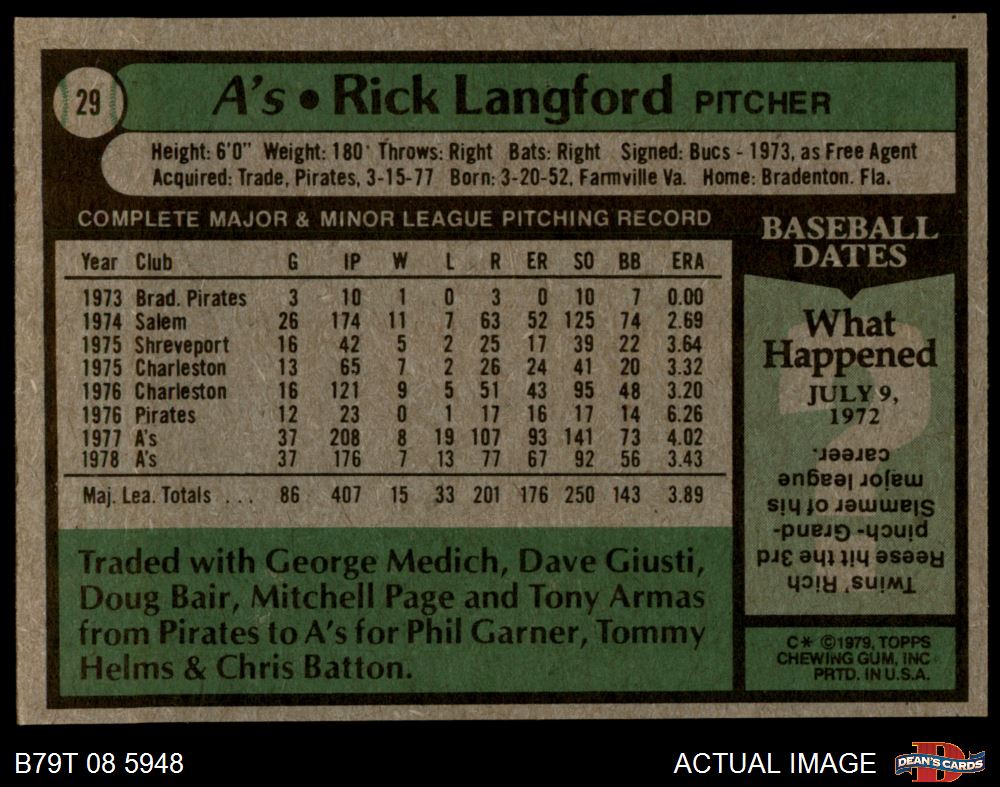 29
A's • Rick Langford PITCHER
Height: 6'0" Weight: 180 Throws: Right Bats: Right Signed: Bucs - 1973, as Free Agent
Acquired: Trade, Pirates, 3-15-77 Born: 3-20-52, Farmville Va. Home: Bradenton. Fla.
COMPLETE MAJOR & MINOR LEAGUE PITCHING RECORD
Year Club G IP W L R ER SO BB ERA
1973 Brad. Pirates 3 10 1 0 3 0 10 7 0.00
1974 Salem 26 174 11 7 63 52 125 74 2.69
1975 Shreveport 16 42 5 2 25 17 39 22 3.64
1975 Charleston 13 65 7 2 26 24 41 20 3.32
1976 Charleston 16 121 9 5 51 43 95 48 3.20
1976 Pirates 12 23 0 1 17 16 17 14 6.26
1977 A's 37 208 8 19 107 93 141 73 4.02
1978 A's 37 176 7 13 77 67 92 56 3.43
Maj. Lea. Totals . . . 86 407 15 33 201 176 250 143 3.89
Traded with George Medich, Dave Giusti,
Doug Bair, Mitchell Page and Tony Armas
from Pirates to A's for Phil Garner, Tommy
Helms & Chris Batton.
BASEBALL
DATES
What
Happened
JULY 9,
1972
Twins' Rich
Reese hit the 3rd
pinch-Grand-
Slammer of his
major league
career.
C* ©1979, TOPPS
CHEWING GUM, INC.
PRTD. IN U.S.A.
B79T 08 5948
ACTUAL IMAGE
DEAN'S CARDS